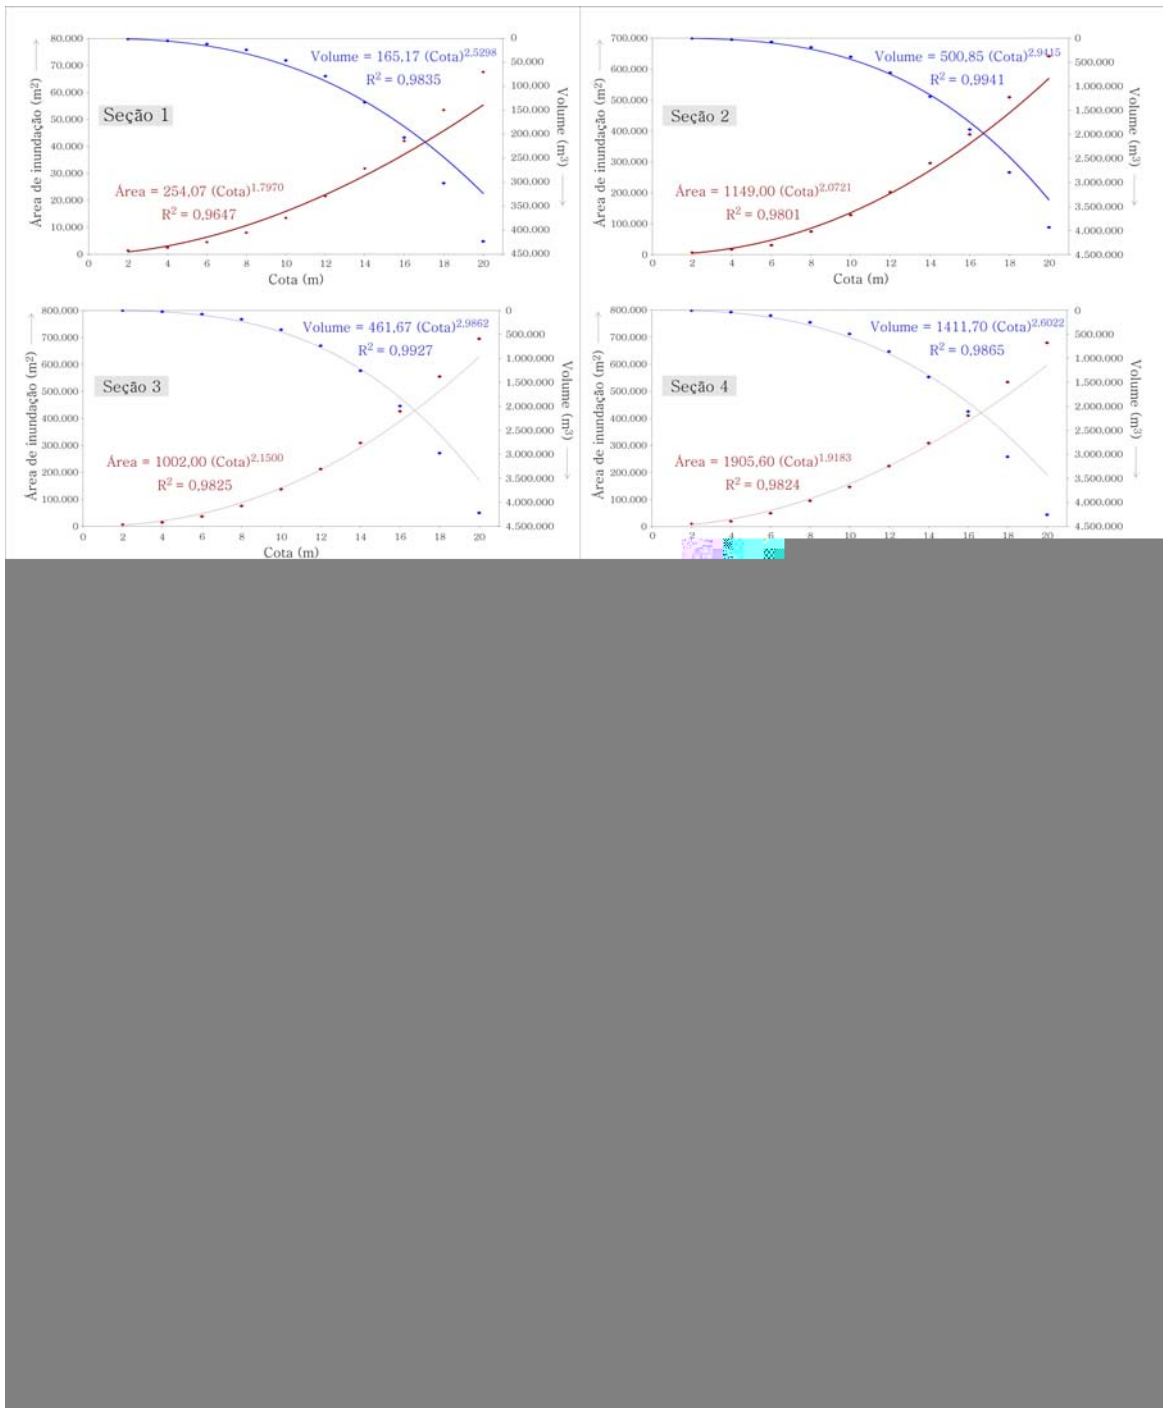 Área de inundação (m²)
80.000
70.000
60.000
50.000
40.000
30.000
20.000
10.000
0
Volume = 165,17 (Cota)^2,5298
R² = 0,9835
Seção 1
Área = 254,07 (Cota)^1,7970
R² = 0,9647
0
50.000
100.000
150.000
200.000
250.000
300.000
350.000
400.000
450.000
Volume (m³)
0 2 4 6 8 10 12 14 16 18 20
Cota (m)
Área de inundação (m²)
700.000
600.000
500.000
400.000
300.000
200.000
100.000
0
Volume = 500,85 (Cota)^2,9415
R² = 0,9941
Seção 2
Área = 1149,00 (Cota)^2,0721
R² = 0,9801
0
500.000
1.000.000
1.500.000
2.000.000
2.500.000
3.000.000
3.500.000
4.000.000
4.500.000
Volume (m³)
0 2 4 6 8 10 12 14 16 18 20
Cota (m)
Área de inundação (m²)
800.000
700.000
600.000
500.000
400.000
300.000
200.000
100.000
0
Volume = 461,67 (Cota)^2,9862
R² = 0,9927
Seção 3
Área = 1002,00 (Cota)^2,1500
R² = 0,9825
0
500.000
1.000.000
1.500.000
2.000.000
2.500.000
3.000.000
3.500.000
4.000.000
4.500.000
Volume (m³)
0 2 4 6 8 10 12 14 16 18 20
Cota (m)
Área de inundação (m²)
800.000
700.000
600.000
500.000
400.000
300.000
200.000
100.000
0
Volume = 1411,70 (Cota)^2,6022
R² = 0,9865
Seção 4
Área = 1905,60 (Cota)^1,9183
R² = 0,9824
0
500.000
1.000.000
1.500.000
2.000.000
2.500.000
3.000.000
3.500.000
4.000.000
4.500.000
Volume (m³)
0 2 4 6 8 10 12 14 16 18 20